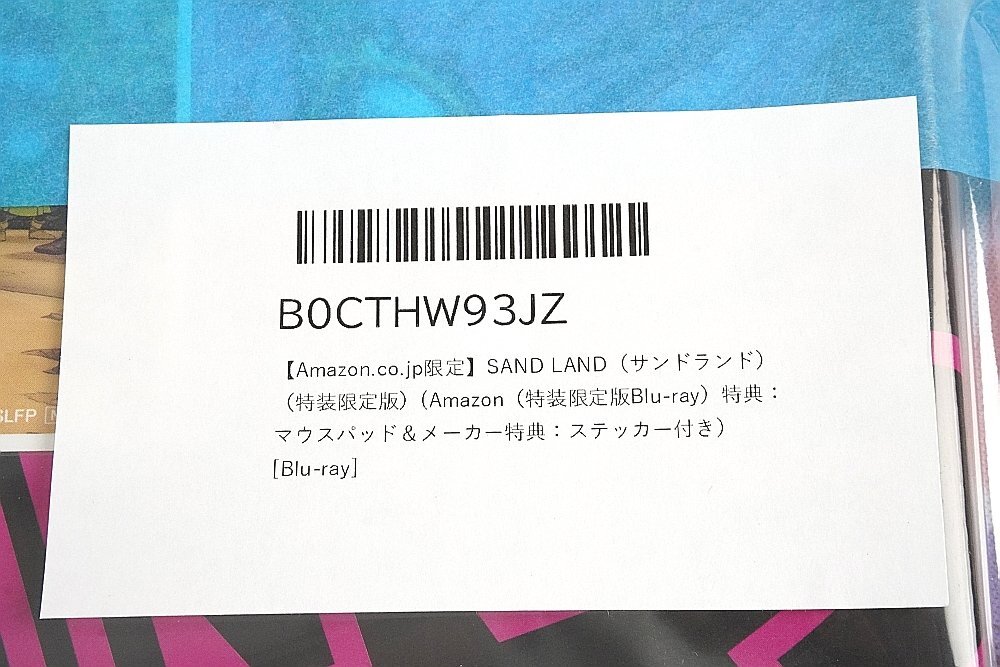 B0CTHW93JZ
【Amazon.co.jp限定】SAND LAND（サンドランド）
（特装限定版）（Amazon（特装限定版Blu-ray）特典：
マウスパッド＆メーカー特典：ステッカー付き）
[Blu-ray]
SLFP